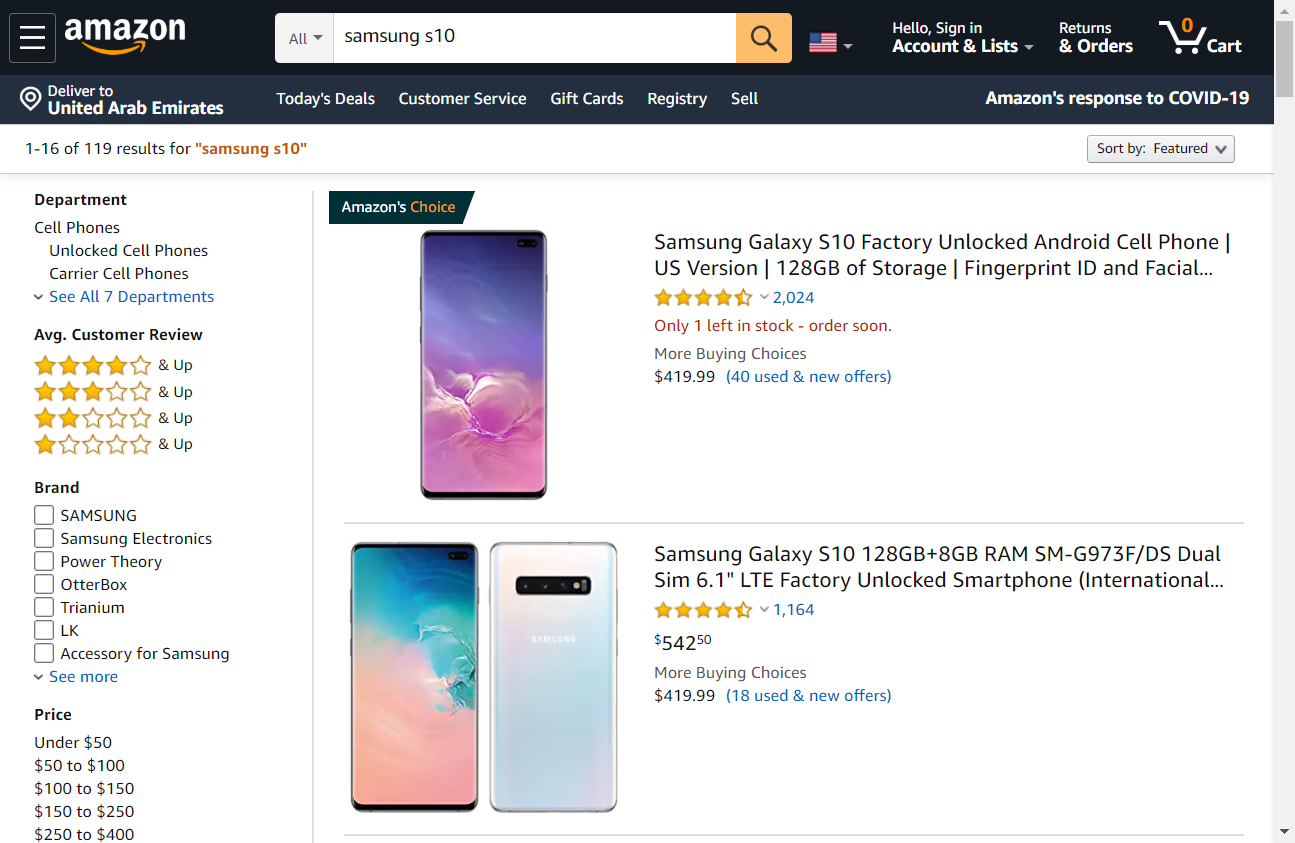 amazon
All
samsung s10
Hello, Sign in
Account & Lists
Returns
& Orders
0
Cart
Deliver to
United Arab Emirates
Today's Deals
Customer Service
Gift Cards
Registry
Sell
Amazon's response to COVID-19
1-16 of 119 results for "samsung s10"
Sort by: Featured
Department
Cell Phones
Unlocked Cell Phones
Carrier Cell Phones
See All 7 Departments
Avg. Customer Review
& Up
& Up
& Up
& Up
Brand
SAMSUNG
Samsung Electronics
Power Theory
OtterBox
Trianium
LK
Accessory for Samsung
See more
Price
Under $50
$50 to $100
$100 to $150
$150 to $250
$250 to $400
Amazon's Choice
Samsung Galaxy S10 Factory Unlocked Android Cell Phone |
US Version | 128GB of Storage | Fingerprint ID and Facial...
2,024
Only 1 left in stock - order soon.
More Buying Choices
$419.99 (40 used & new offers)
SAMSUNG
Samsung Galaxy S10 128GB+8GB RAM SM-G973F/DS Dual
Sim 6.1" LTE Factory Unlocked Smartphone (International...
1,164
$54250
More Buying Choices
$419.99 (18 used & new offers)